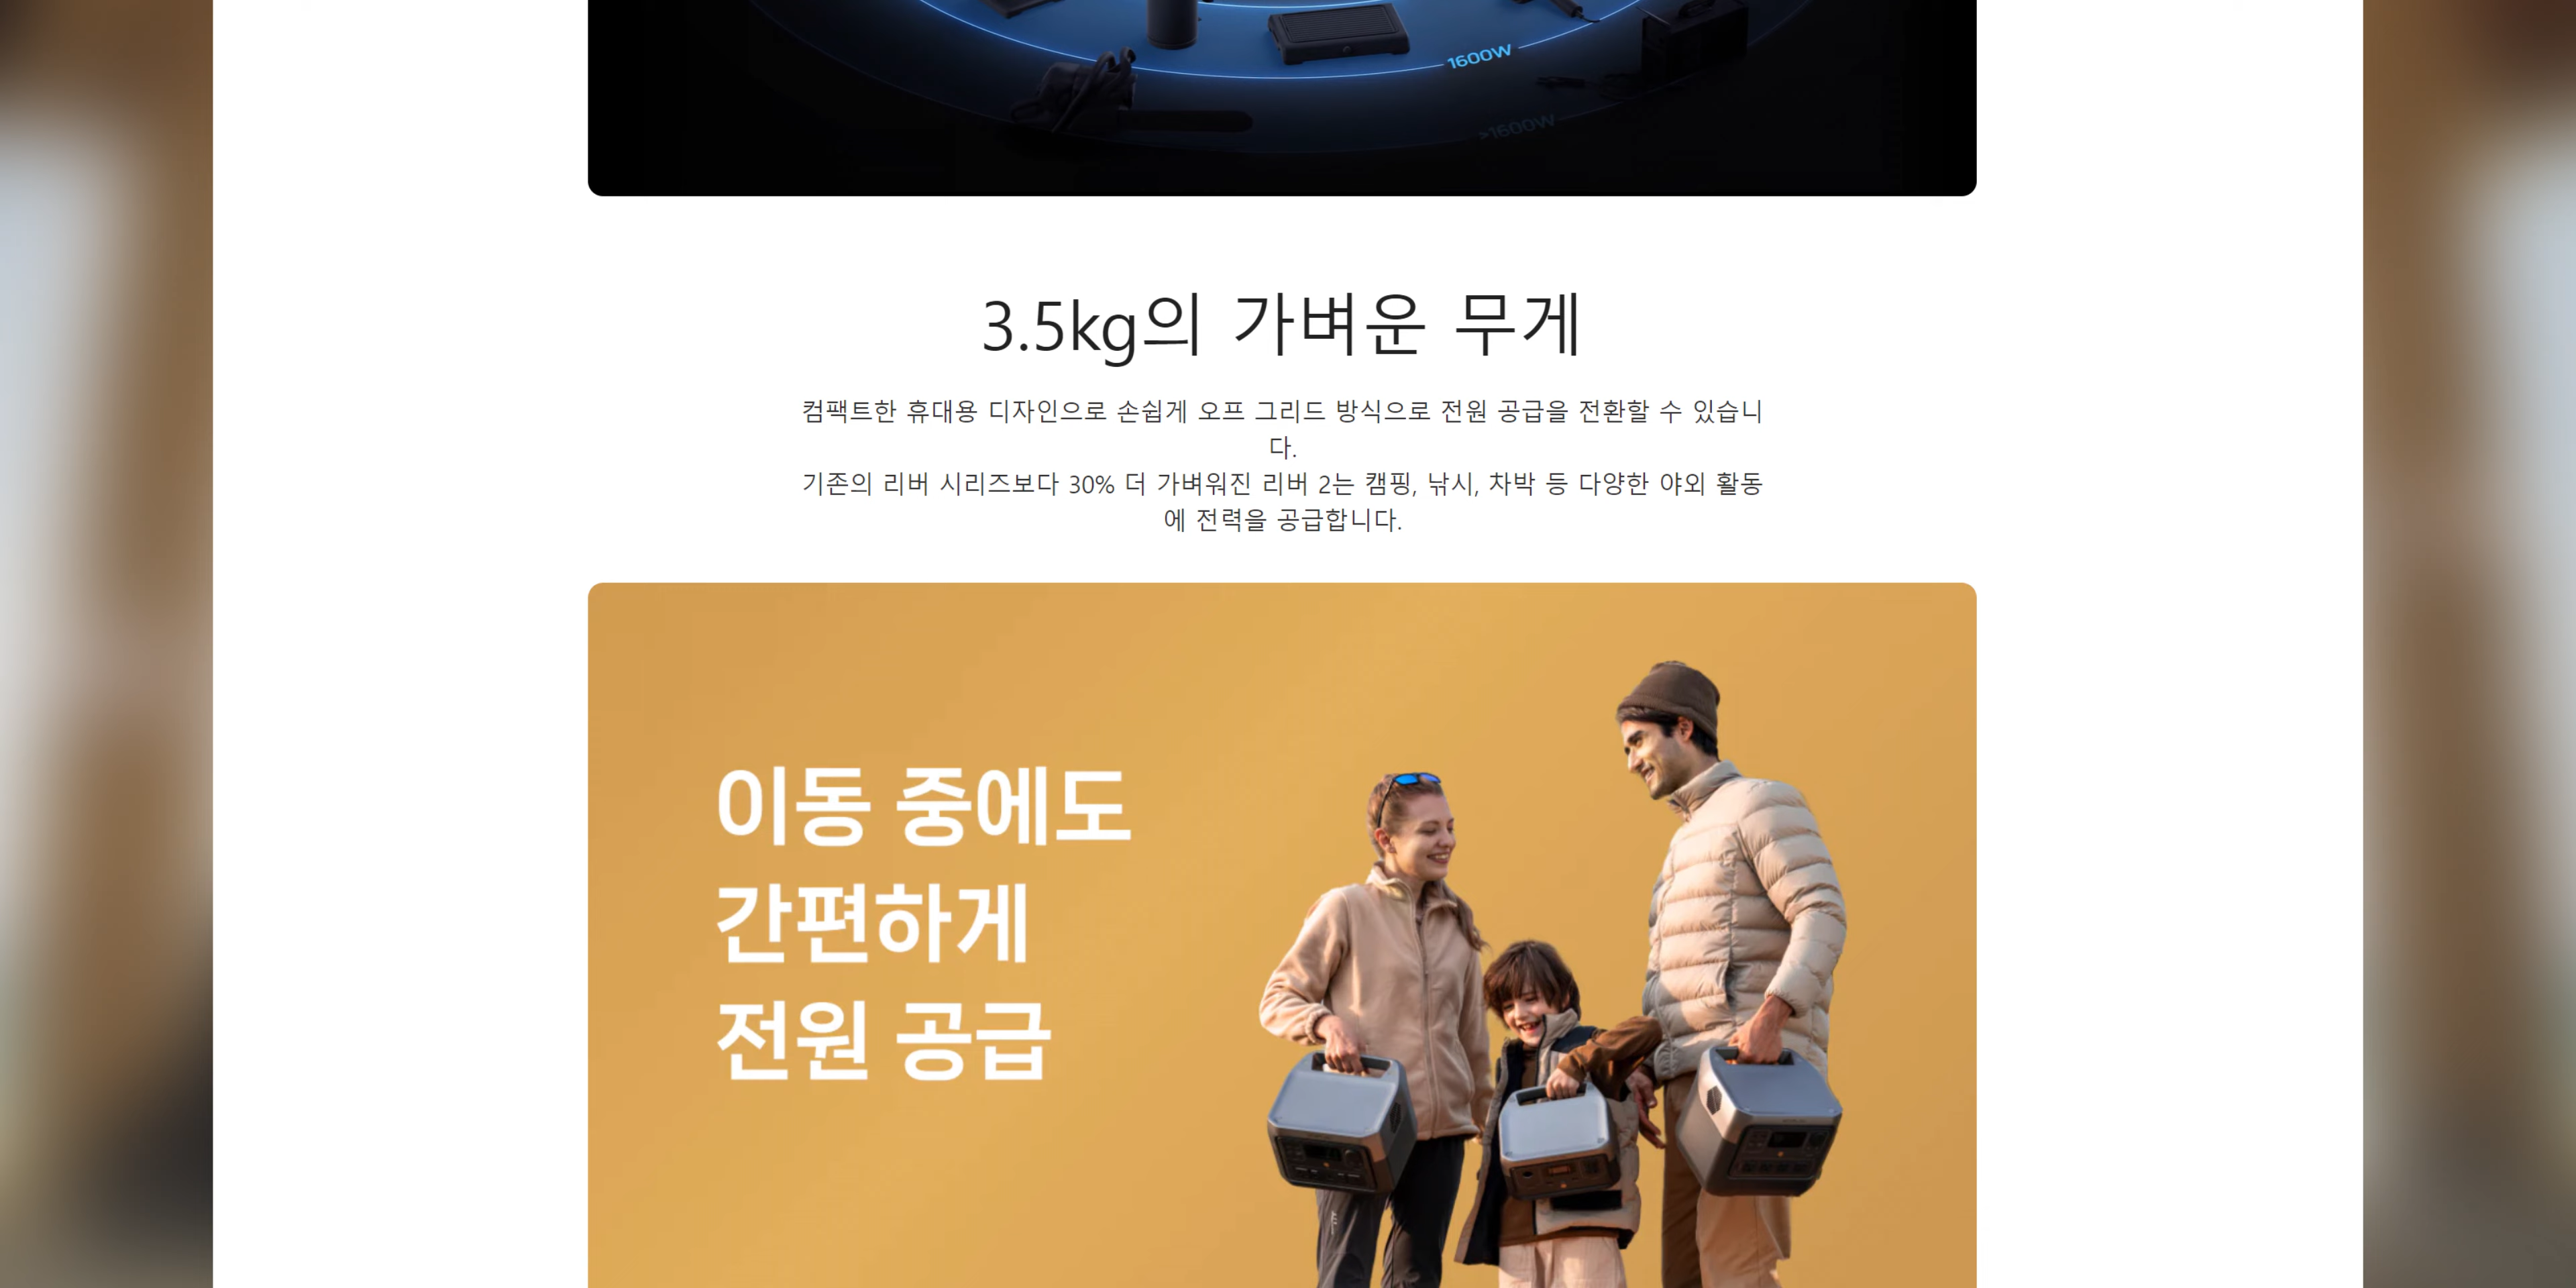 1600W
>1600W
3.5kg의 가벼운 무게
컴팩트한 휴대용 디자인으로 손쉽게 오프 그리드 방식으로 전원 공급을 전환할 수 있습니
다.
기존의 리버 시리즈보다 30% 더 가벼워진 리버 2는 캠핑, 낚시, 차박 등 다양한 야외 활동
에 전력을 공급합니다.
이동 중에도
간편하게
전원 공급